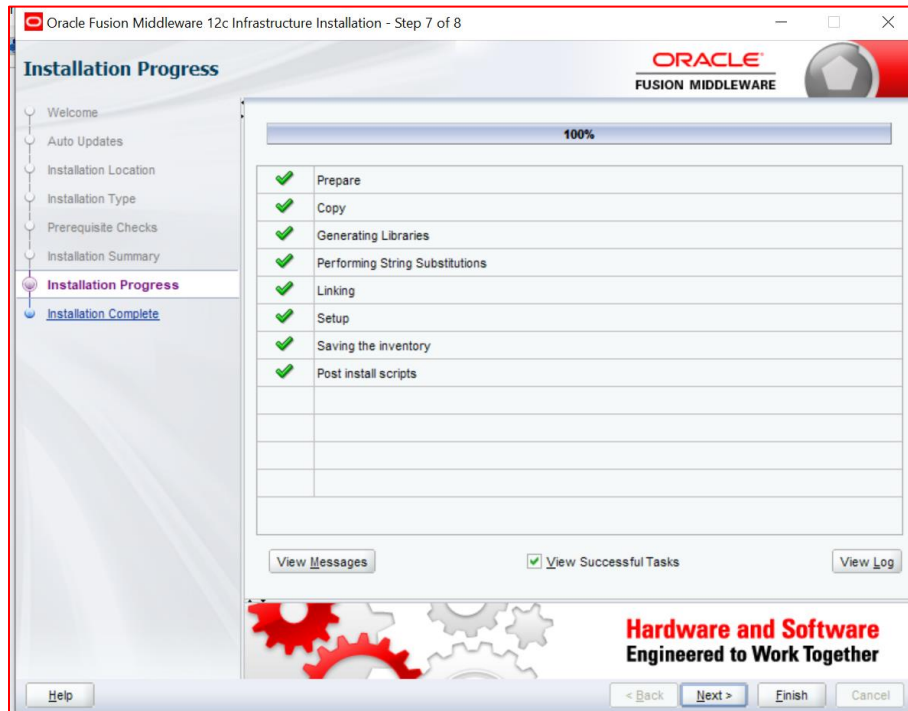 Oracle Fusion Middleware 12c Infrastructure Installation - Step 7 of 8
Installation Progress
ORACLE
FUSION MIDDLEWARE
Welcome
Auto Updates
Installation Location
Installation Type
Prerequisite Checks
Installation Summary
Installation Progress
Installation Complete
100%
Prepare
Copy
Generating Libraries
Performing String Substitutions
Linking
Setup
Saving the inventory
Post install scripts
View Messages
View Successful Tasks
View Log
Hardware and Software
Engineered to Work Together
Help
< Back
Next >
Finish
Cancel